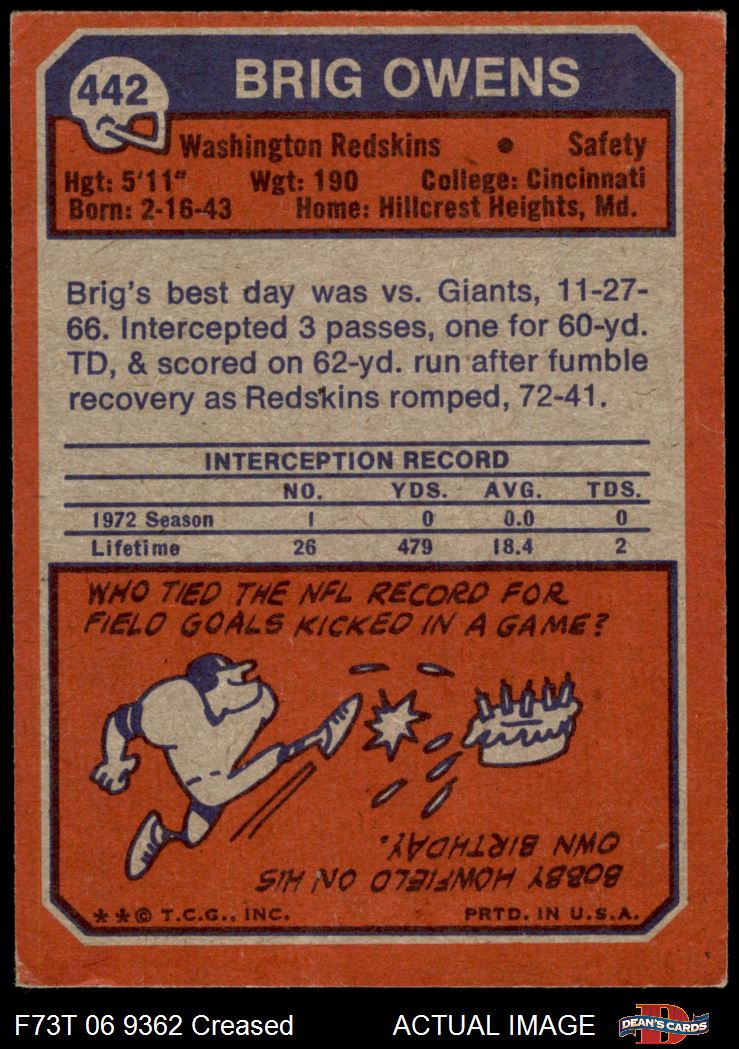 442
BRIG OWENS
Washington Redskins • Safety
Hgt: 5'11" Wgt: 190 College: Cincinnati
Born: 2-16-43 Home: Hillcrest Heights, Md.
Brig's best day was vs. Giants, 11-27-
66. Intercepted 3 passes, one for 60-yd.
TD, & scored on 62-yd. run after fumble
recovery as Redskins romped, 72-41.
INTERCEPTION RECORD
NO. YDS. AVG. TDS.
1972 Season 1 0 0.0 0
Lifetime 26 479 18.4 2
WHO TIED THE NFL RECORD FOR
FIELD GOALS KICKED IN A GAME?
BOBBY HOWFIELD ON HIS
OWN BIRTHDAY.
**© T.C.G., INC. PRTD. IN U.S.A.
F73T 06 9362 Creased ACTUAL IMAGE
D
DEAN'S CARDS